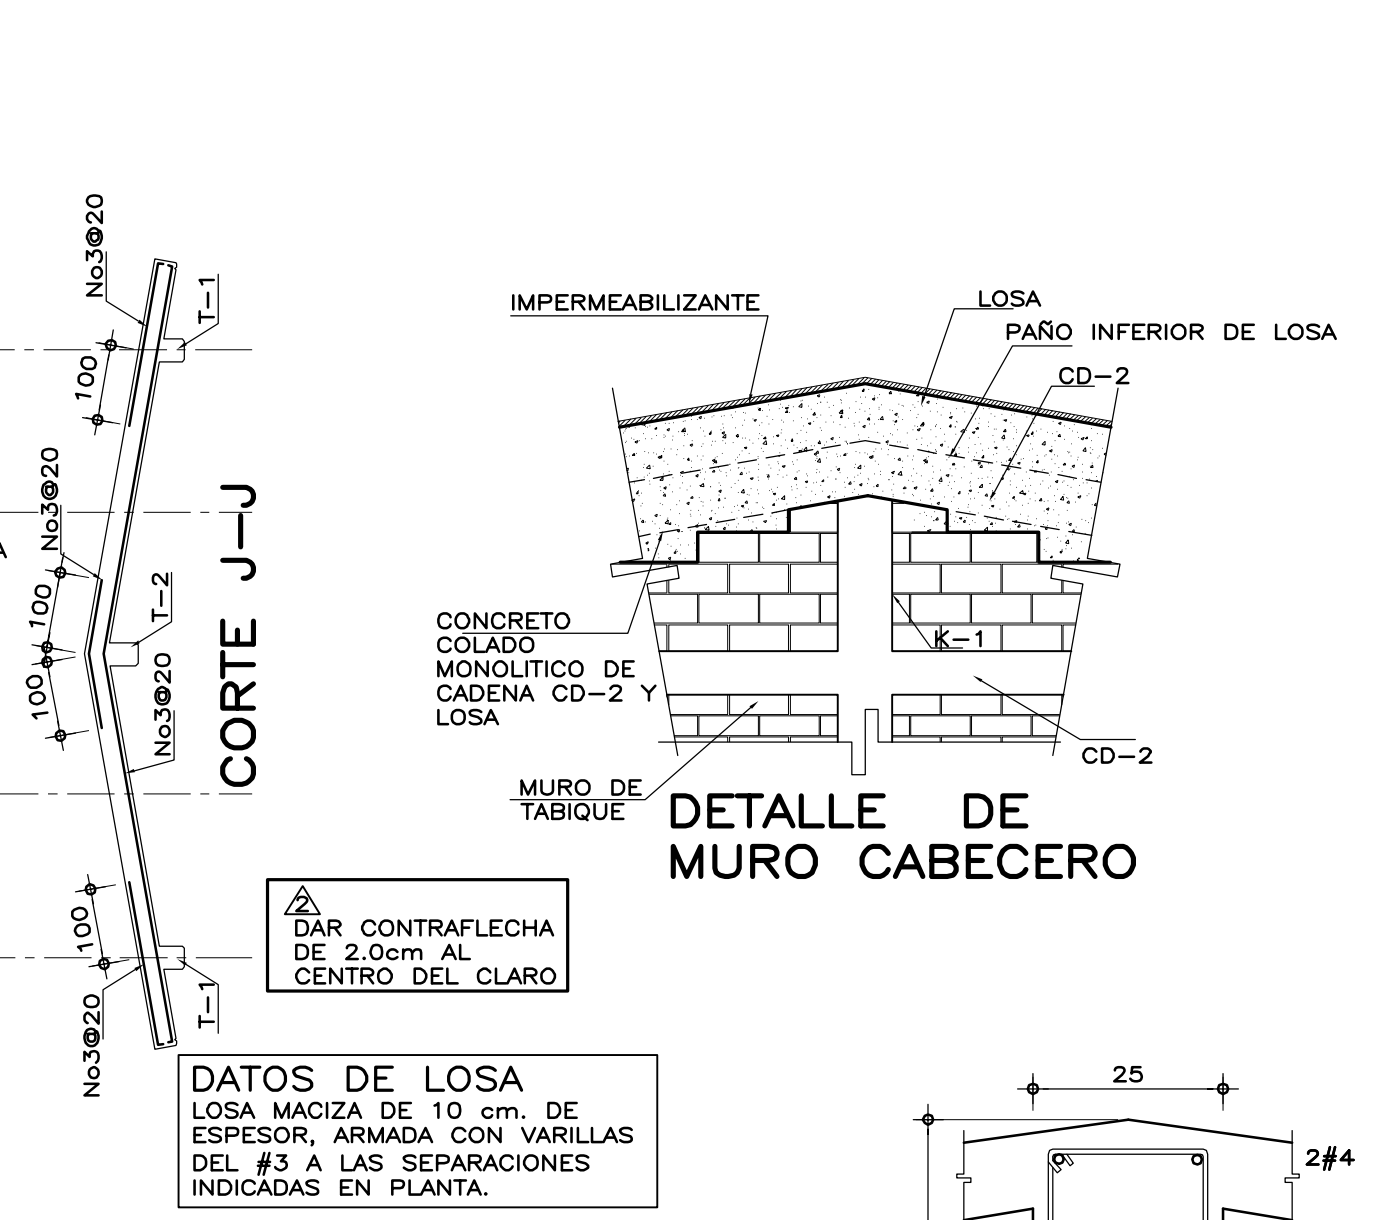 No3@20
T-1
100
No3@20
100
T-2
100
No3@20
100
No3@20
T-1
CORTE J-J
IMPERMEABILIZANTE
LOSA
PAÑO INFERIOR DE LOSA
CD-2
CONCRETO
COLADO
MONOLITICO DE
CADENA CD-2 Y
LOSA
K-1
CD-2
MURO DE
TABIQUE
DETALLE DE
MURO CABECERO
2
DAR CONTRAFLECHA
DE 2.0cm AL
CENTRO DEL CLARO
DATOS DE LOSA
LOSA MACIZA DE 10 cm. DE
ESPESOR, ARMADA CON VARILLAS
DEL #3 A LAS SEPARACIONES
INDICADAS EN PLANTA.
25
2#4